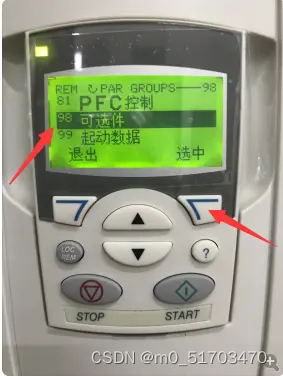 REM ↻ PAR GROUPS——98
81 PFC控制
98 可选件
99 起动数据
退出 选中
LOC
REM
?
STOP START
CSDN @m0_51703470